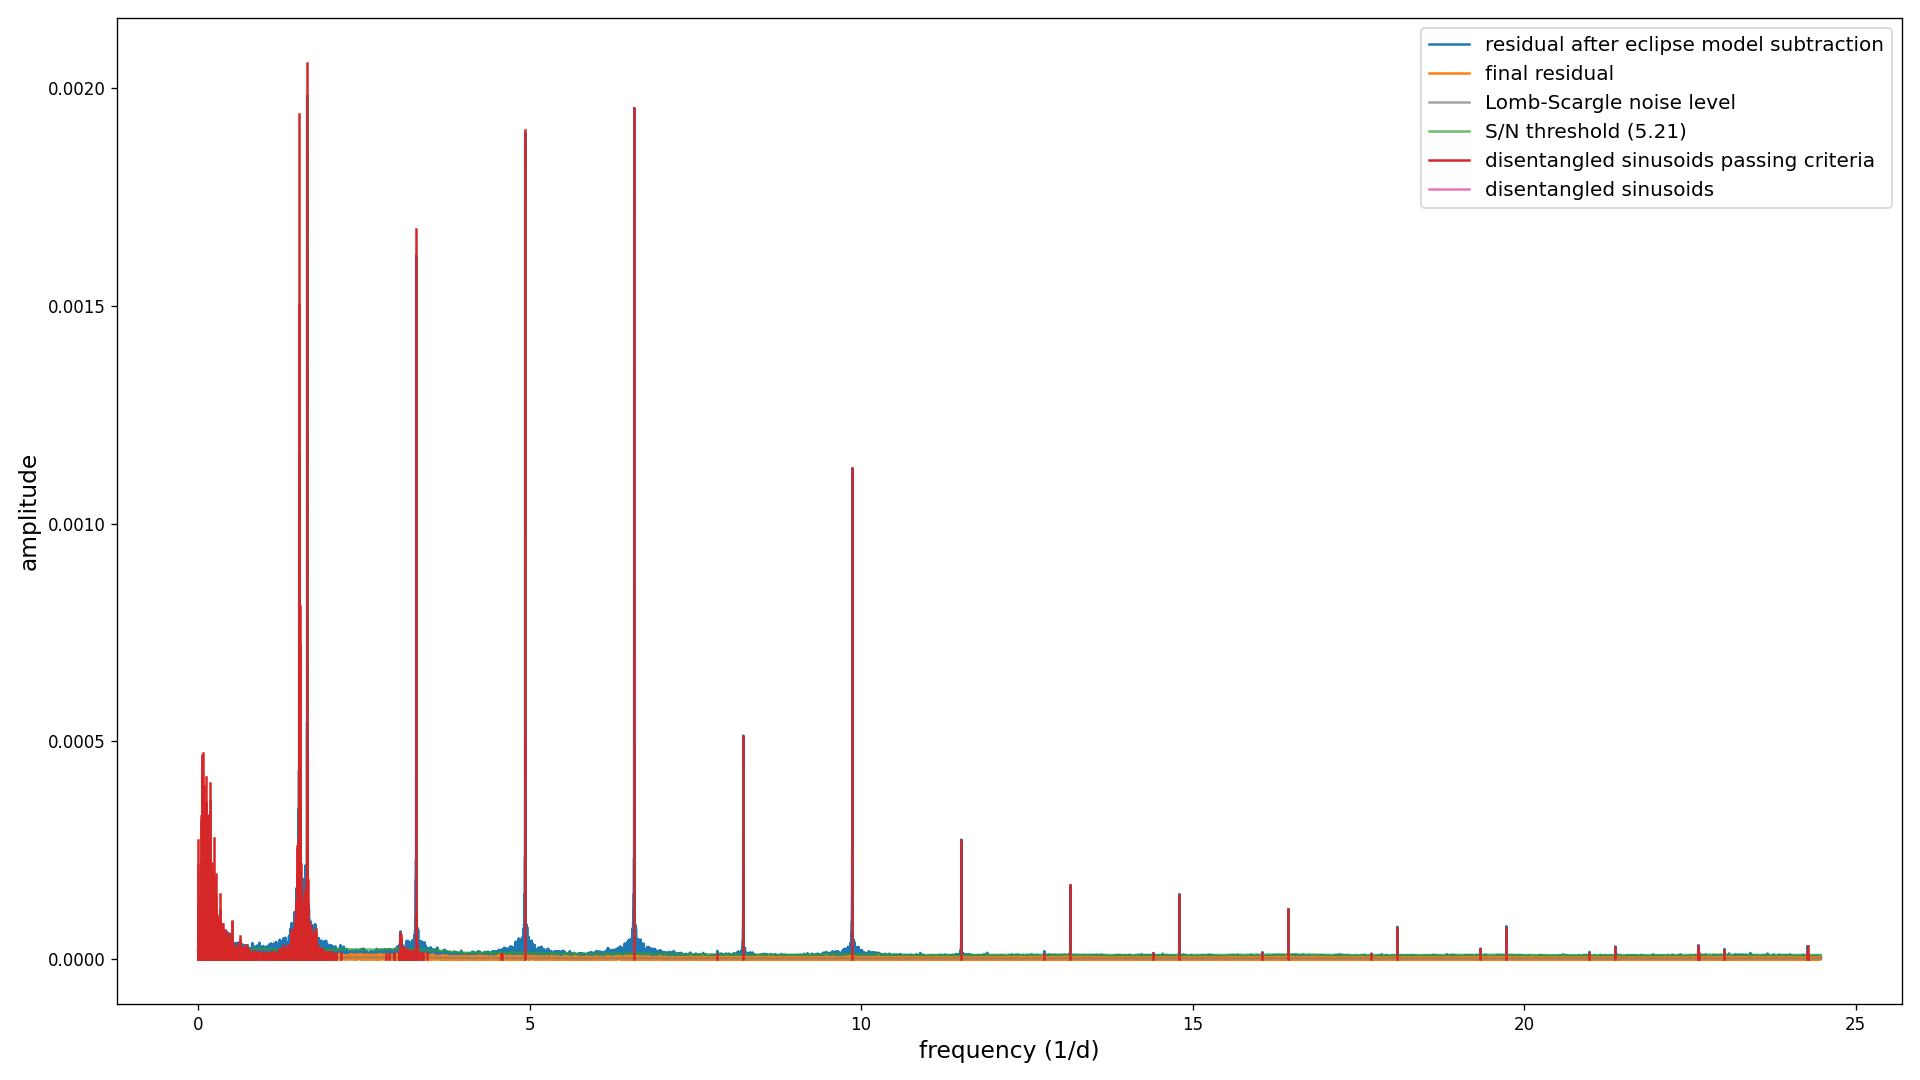 residual after eclipse model subtraction
final residual
Lomb-Scargle noise level
S/N threshold (5.21)
disentangled sinusoids passing criteria
disentangled sinusoids
amplitude
0.0020
0.0015
0.0010
0.0005
0.0000
0 5 10 15 20 25
frequency (1/d)